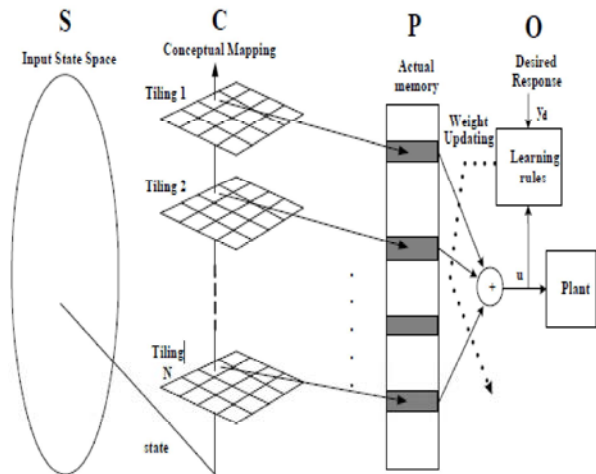 S C P O
Input State Space
Conceptual Mapping
Actual
memory
Desired
Response
Tiling 1
Weight
Updating
yd
Learning
rules
Tiling 2
u
+
Plant
Tiling
N
state